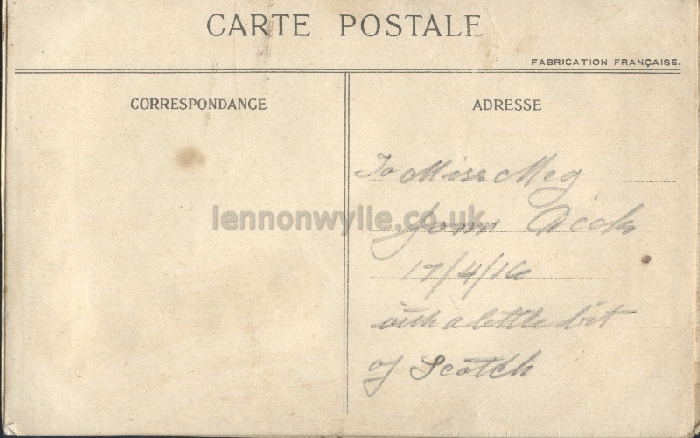 CARTE POSTALE
FABRICATION FRANÇAISE.
CORRESPONDANCE
ADRESSE
To Miss Meg
lennonwylie.co.uk
from
17/4/16
with a little bit
of Scotch